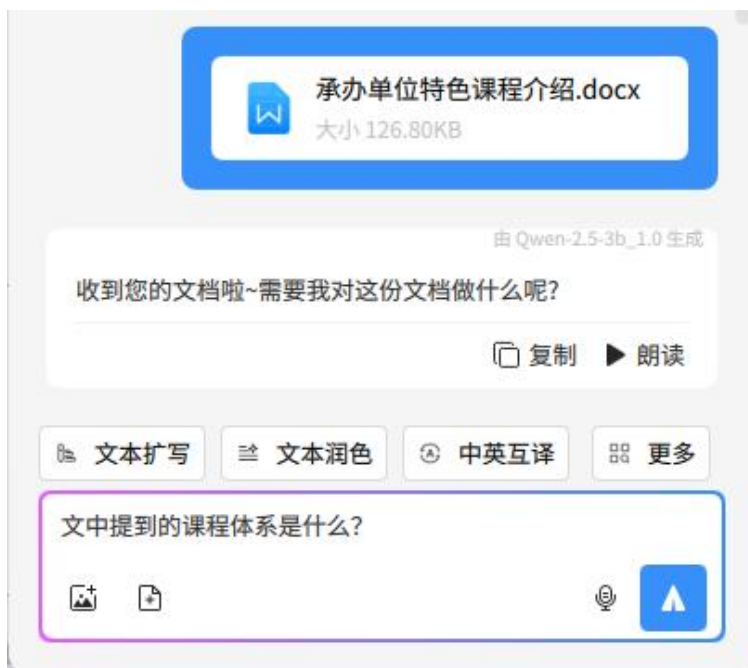 承办单位特色课程介绍.docx
大小 126.80KB
由 Qwen-2.5-3b_1.0 生成
收到您的文档啦~需要我对这份文档做什么呢?
复制 朗读
文本扩写 文本润色 中英互译 更多
文中提到的课程体系是什么?